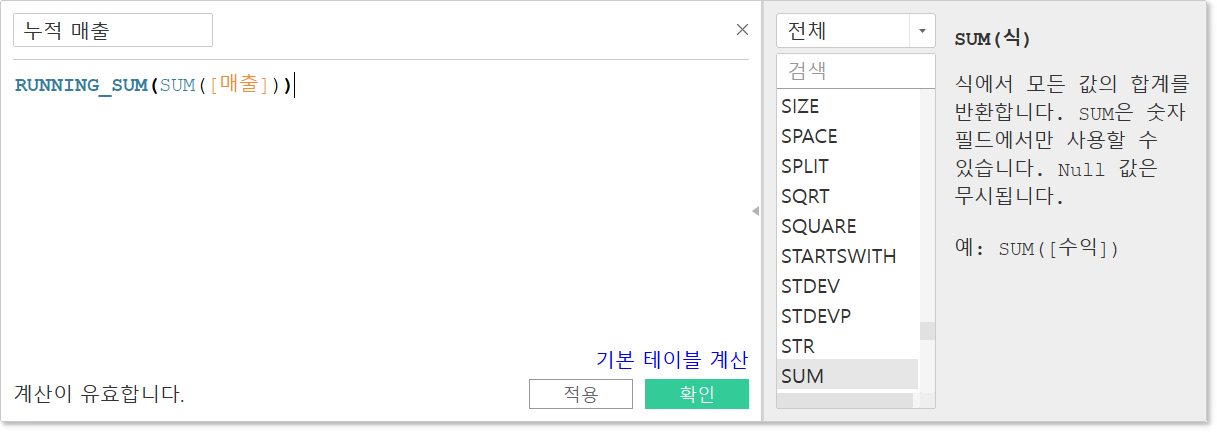 누적 매출
RUNNING_SUM(SUM([매출]))
기본 테이블 계산
계산이 유효합니다.
적용
확인
전체
검색
SIZE
SPACE
SPLIT
SQRT
SQUARE
STARTSWITH
STDEV
STDEVP
STR
SUM
SUM(식)
식에서 모든 값의 합계를
반환합니다. SUM은 숫자
필드에서만 사용할 수
있습니다. Null 값은
무시됩니다.
예: SUM([수익])